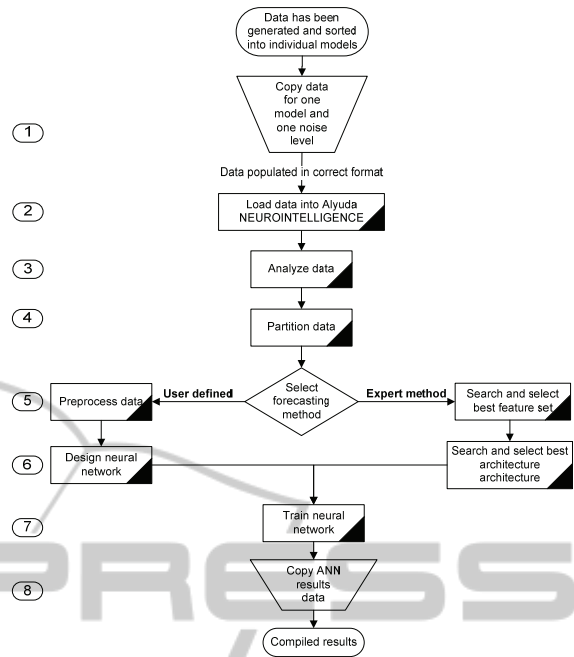 Data has been
generated and sorted
into individual models
Copy data
for one
model and
one noise
level
1
Data populated in correct format
2
Load data into Alyuda
NEUROINTELLIGENCE
3
Analyze data
4
Partition data
5
Preprocess data
User defined
Select
forecasting
method
Expert method
Search and select
best feature set
6
Design neural
network
Search and select best
architecture
architecture
7
Train neural
network
8
Copy ANN
results
data
Compiled results
PRESS